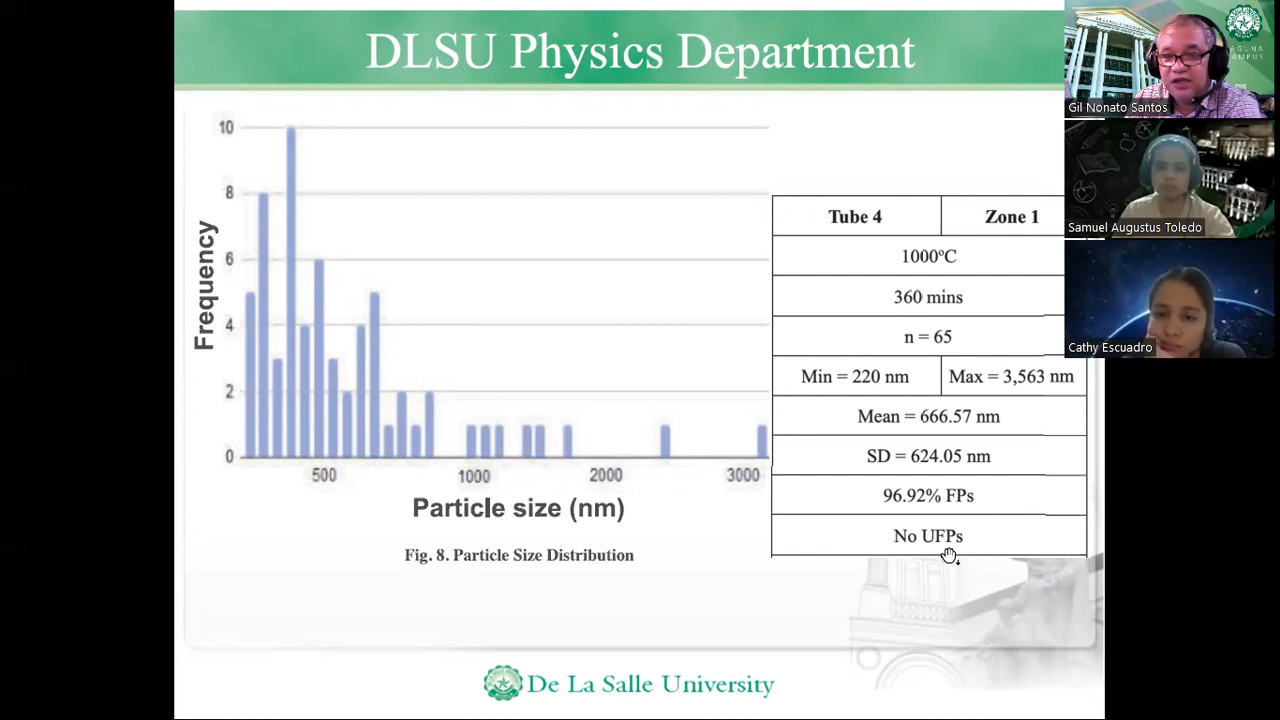 DLSU Physics Department
10
8
6
4
2
0
Frequency
500 1000 2000 3000
Particle size (nm)
Fig. 8. Particle Size Distribution
Tube 4 Zone 1
1000ºC
360 mins
n = 65
Min = 220 nm Max = 3,563 nm
Mean = 666.57 nm
SD = 624.05 nm
96.92% FPs
No UFPs
De La Salle University
Gil Nonato Santos
Samuel Augustus Toledo
Cathy Escuadro